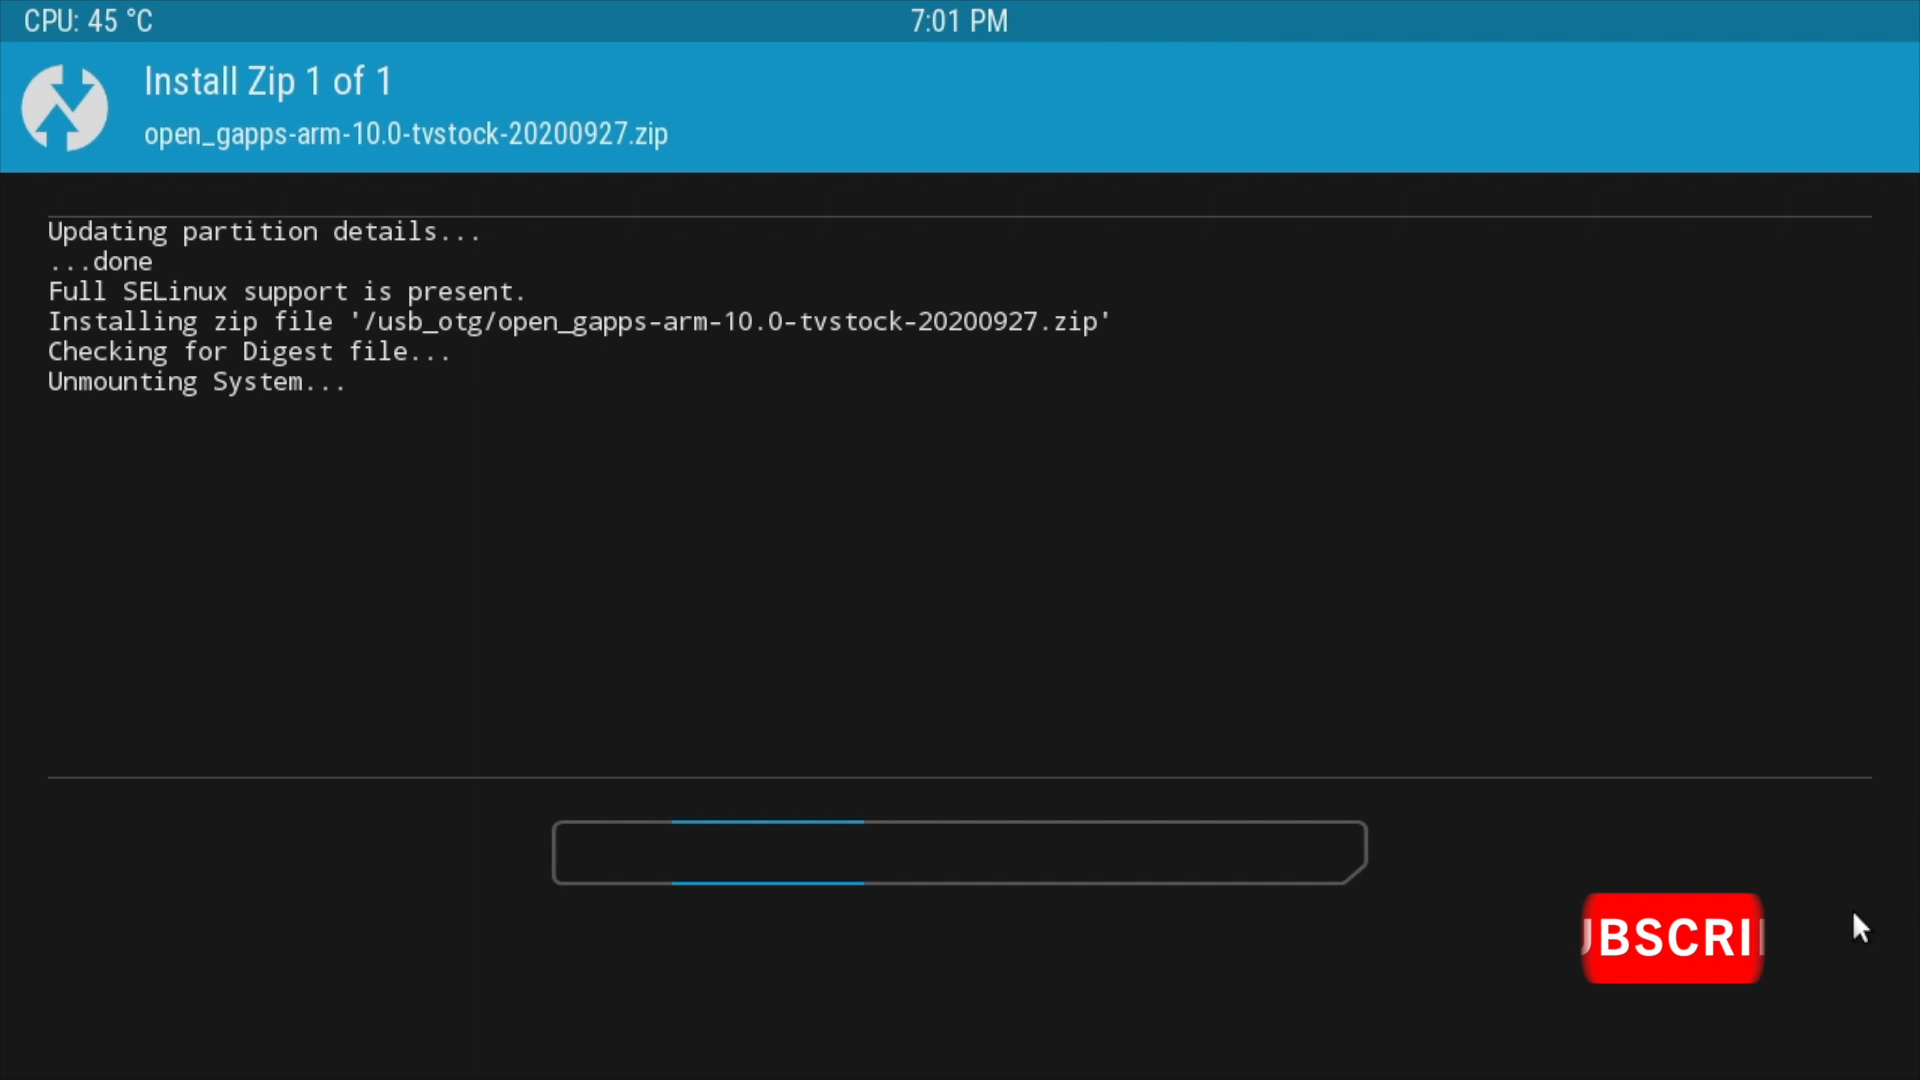 CPU: 45 °C
7:01 PM
Install Zip 1 of 1
open_gapps-arm-10.0-tvstock-20200927.zip
Updating partition details...
...done
Full SELinux support is present.
Installing zip file '/usb_otg/open_gapps-arm-10.0-tvstock-20200927.zip'
Checking for Digest file...
Unmounting System...
UBSCRI